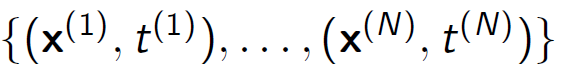 {(x⁽¹⁾, t⁽¹⁾), . . . , (x⁽ᴺ⁾, t⁽ᴺ⁾)}